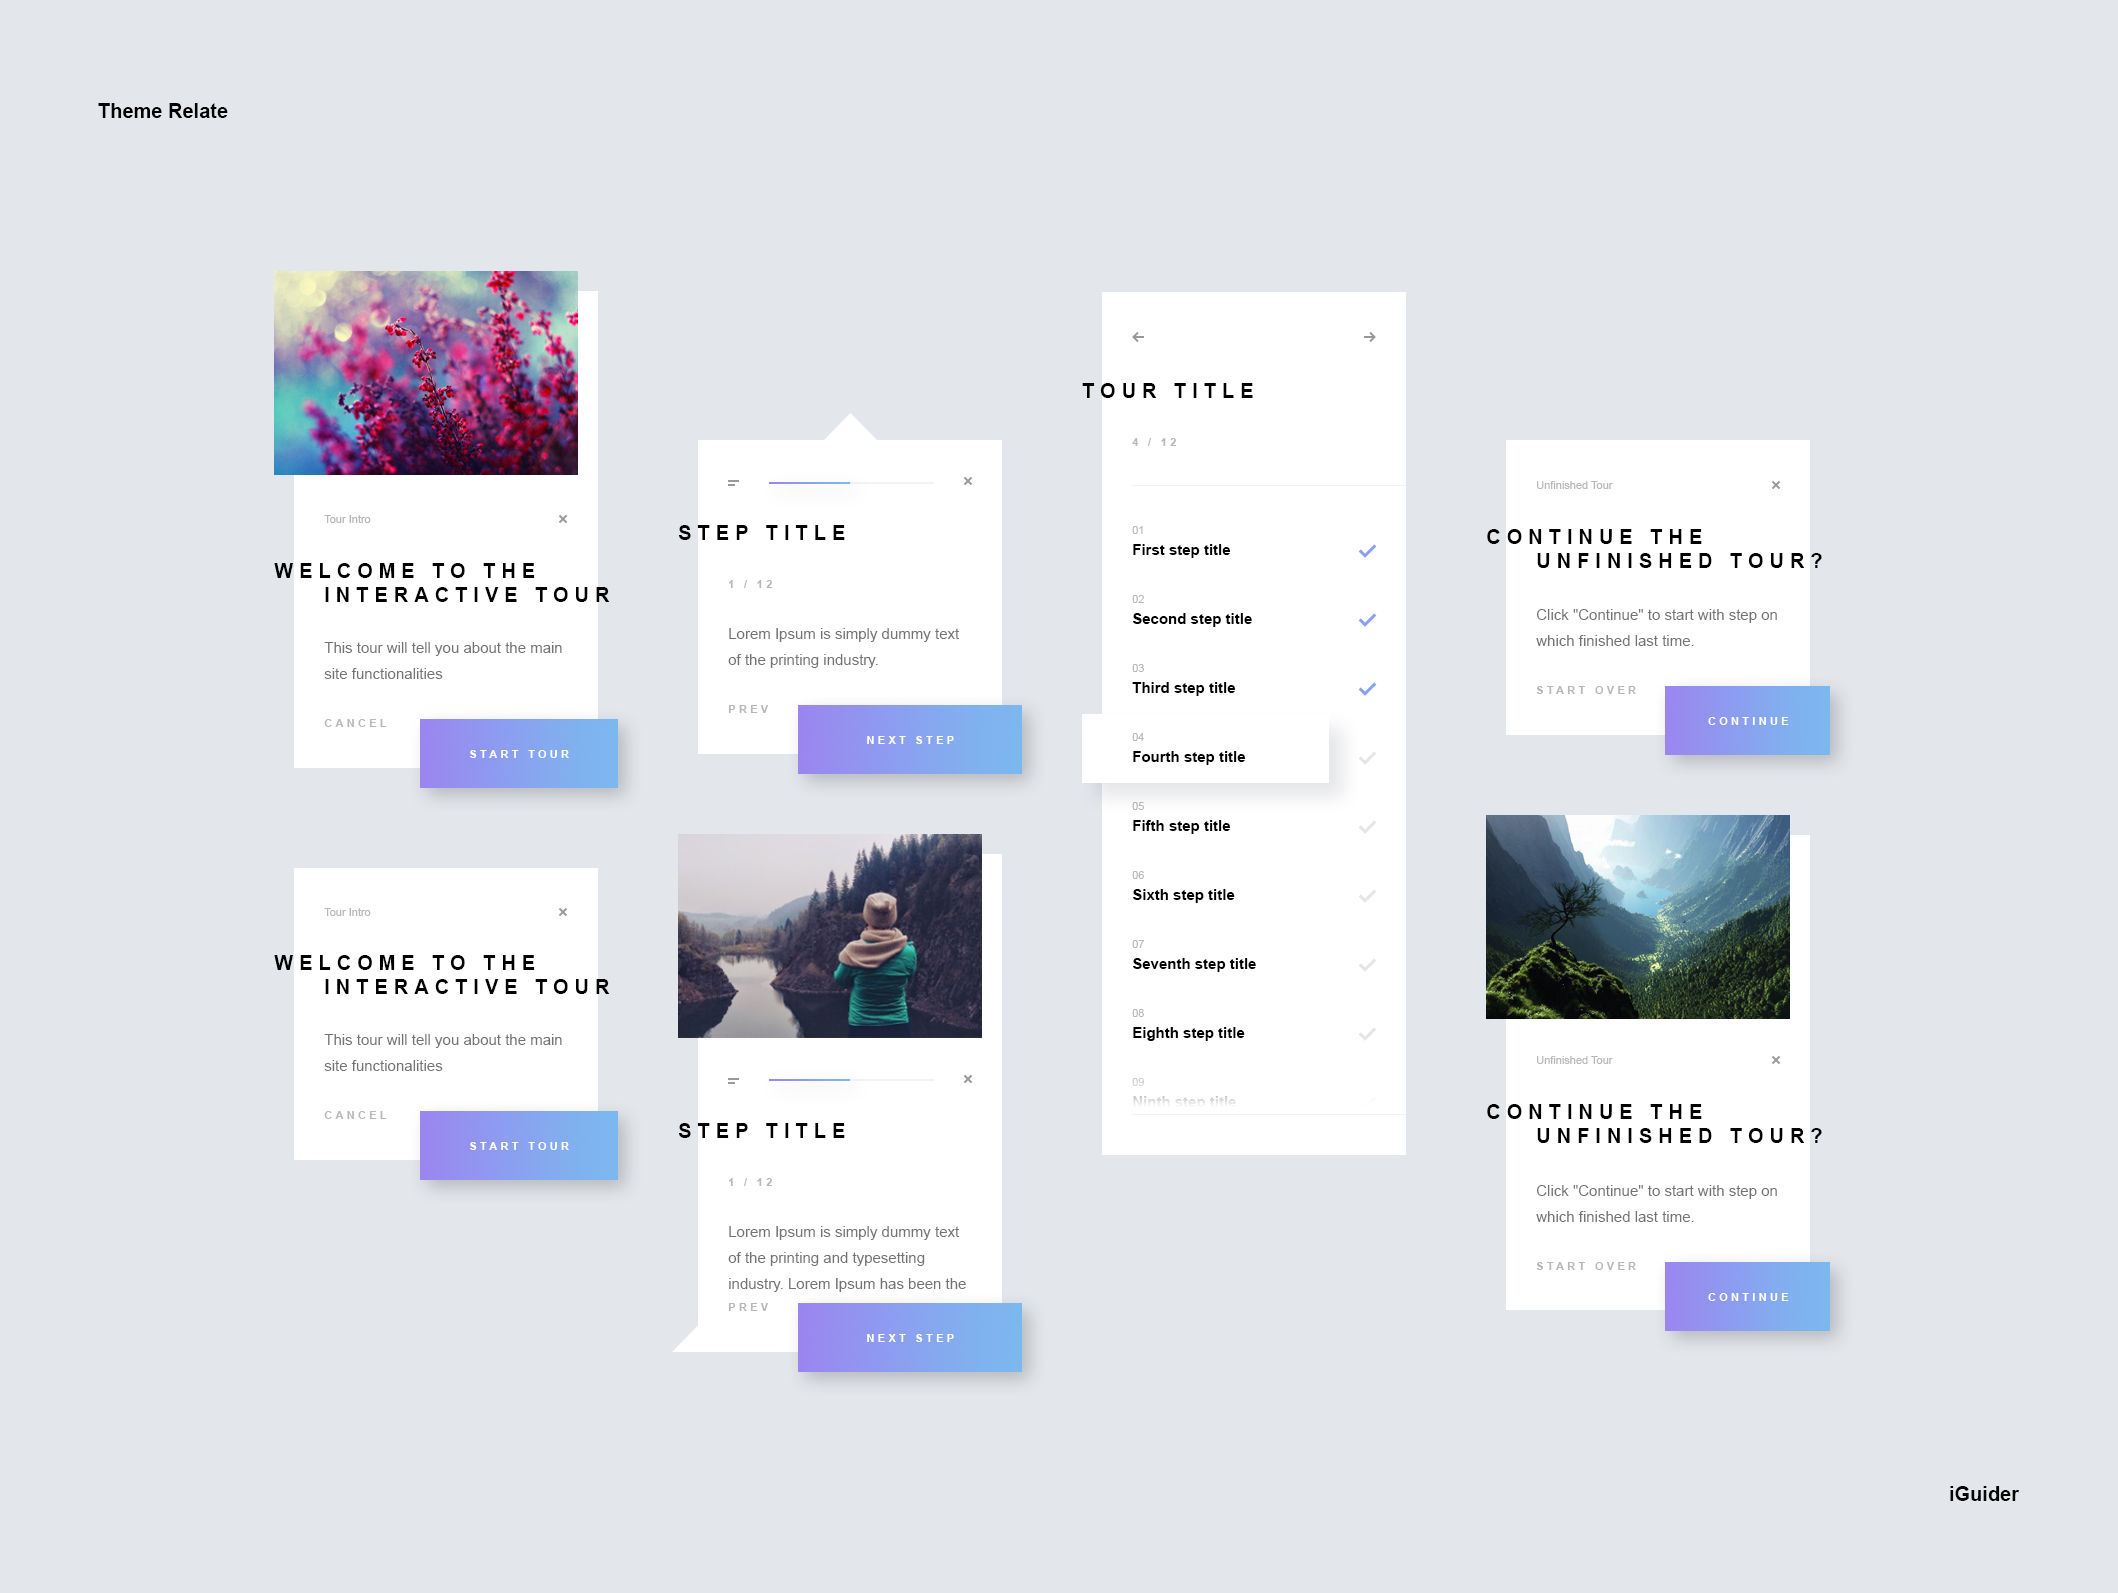 Theme Relate
Tour Intro
WELCOME TO THE
INTERACTIVE TOUR
This tour will tell you about the main
site functionalities
CANCEL
START TOUR
Tour Intro
WELCOME TO THE
INTERACTIVE TOUR
This tour will tell you about the main
site functionalities
CANCEL
START TOUR
STEP TITLE
1 / 12
Lorem Ipsum is simply dummy text
of the printing industry.
PREV
NEXT STEP
STEP TITLE
1 / 12
Lorem Ipsum is simply dummy text
of the printing and typesetting
industry. Lorem Ipsum has been the
PREV
NEXT STEP
TOUR TITLE
4 / 12
01
First step title
02
Second step title
03
Third step title
04
Fourth step title
05
Fifth step title
06
Sixth step title
07
Seventh step title
08
Eighth step title
09
Ninth step title
Unfinished Tour
CONTINUE THE
UNFINISHED TOUR?
Click "Continue" to start with step on
which finished last time.
START OVER
CONTINUE
Unfinished Tour
CONTINUE THE
UNFINISHED TOUR?
Click "Continue" to start with step on
which finished last time.
START OVER
CONTINUE
iGuider